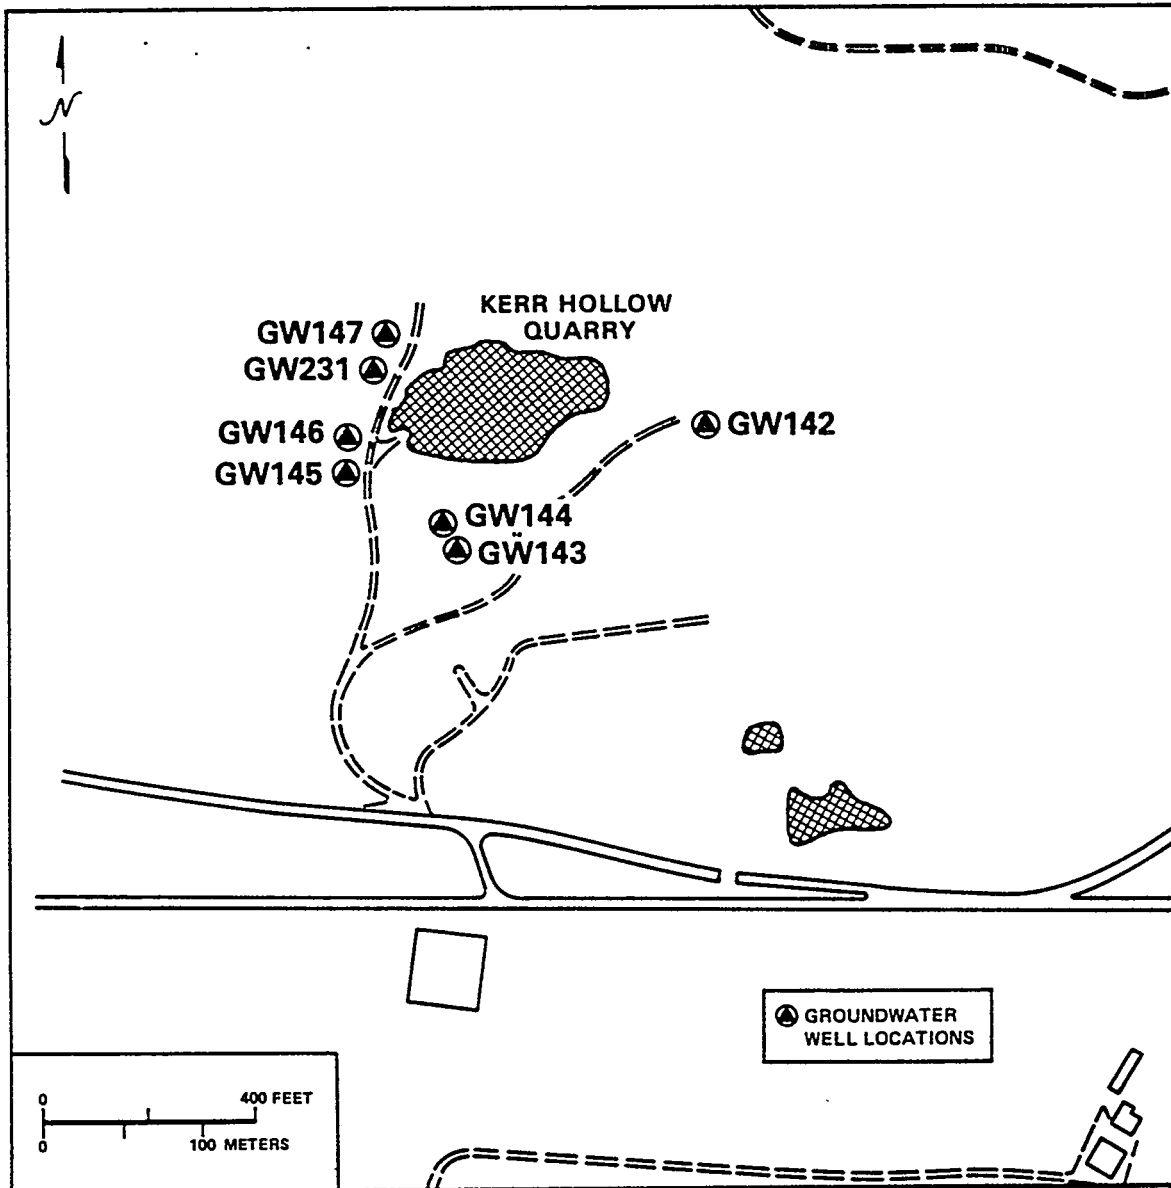 N
KERR HOLLOW
QUARRY
GW147
GW231
GW146
GW145
GW142
GW144
GW143
GROUNDWATER
WELL LOCATIONS
0 400 FEET
0 100 METERS